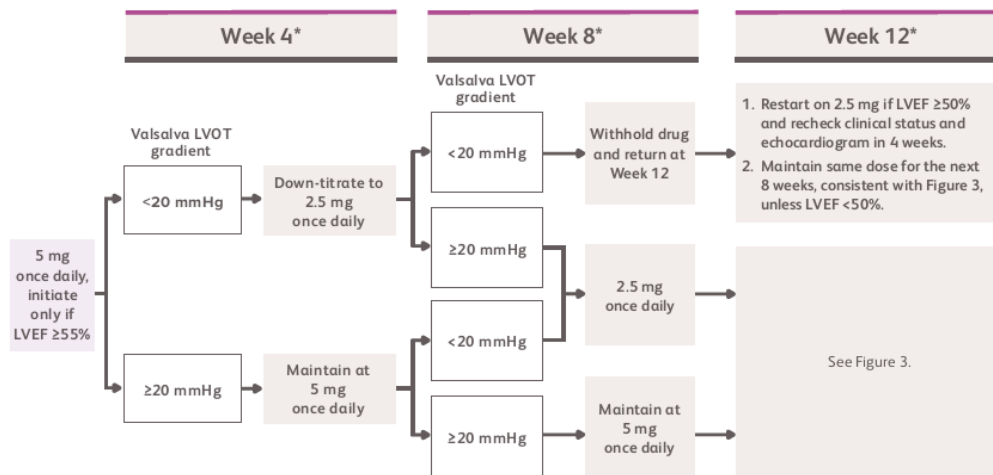 Week 4*
Week 8*
Week 12*
Valsalva LVOT
gradient
<20 mmHg
Withhold drug
and return at
Week 12
1. Restart on 2.5 mg if LVEF ≥50%
and recheck clinical status and
echocardiogram in 4 weeks.
2. Maintain same dose for the next
8 weeks, consistent with Figure 3,
unless LVEF <50%.
Valsalva LVOT
gradient
<20 mmHg
Down-titrate to
2.5 mg
once daily
≥20 mmHg
5 mg
once daily,
initiate
only if
LVEF ≥55%
2.5 mg
once daily
<20 mmHg
See Figure 3.
≥20 mmHg
Maintain at
5 mg
once daily
≥20 mmHg
Maintain at
5 mg
once daily